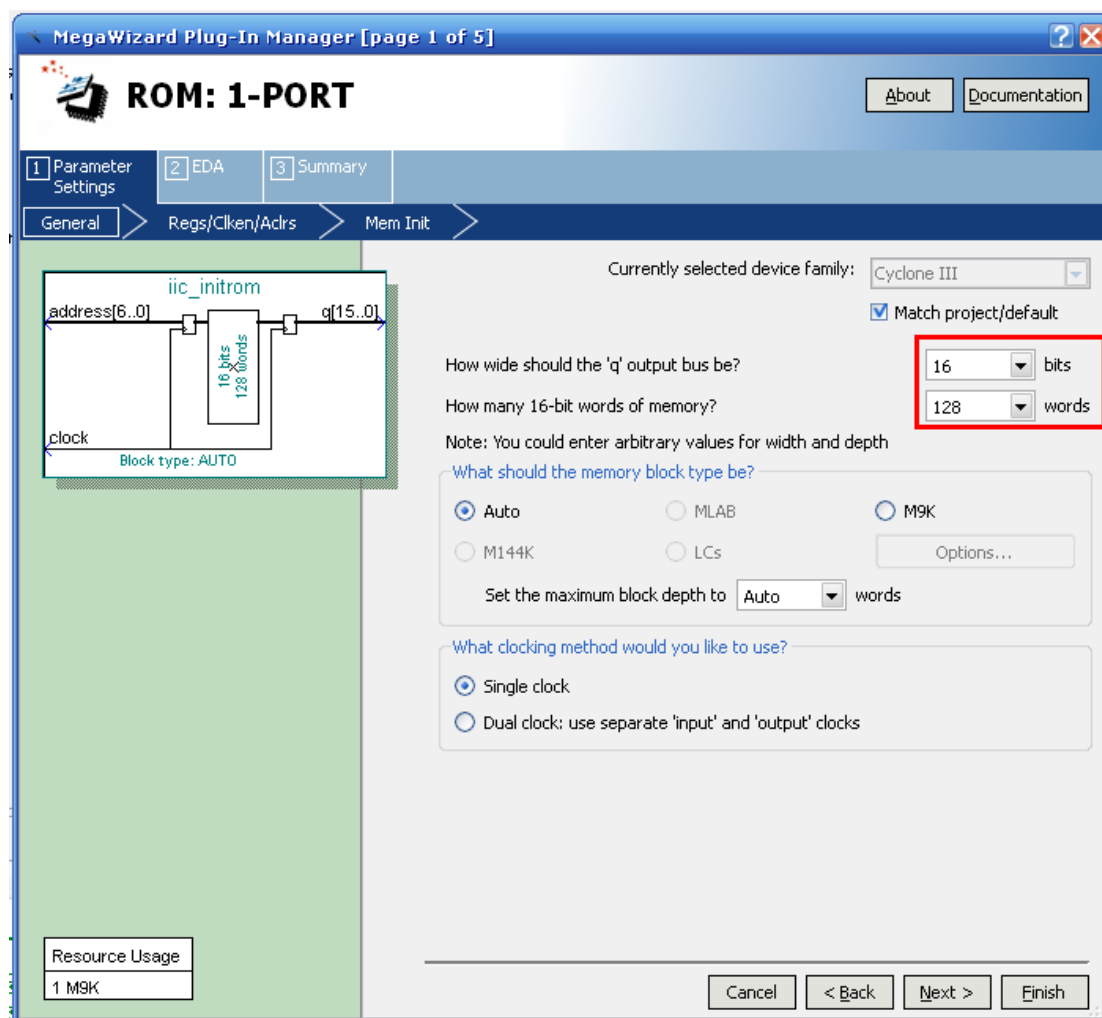 MegaWizard Plug-In Manager [page 1 of 5]
ROM: 1-PORT
About
Documentation
1 Parameter Settings
2 EDA
3 Summary
General
Regs/Clken/Aclrs
Mem Init
Currently selected device family:
Cyclone III
Match project/default
iic_initrom
address[6..0]
q[15..0]
16 bits
128 words
clock
Block type: AUTO
How wide should the 'q' output bus be?
16
bits
How many 16-bit words of memory?
128
words
Note: You could enter arbitrary values for width and depth
What should the memory block type be?
Auto
MLAB
M9K
M144K
LCs
Options...
Set the maximum block depth to
Auto
words
What clocking method would you like to use?
Single clock
Dual clock: use separate 'input' and 'output' clocks
Resource Usage
1 M9K
Cancel
< Back
Next >
Finish